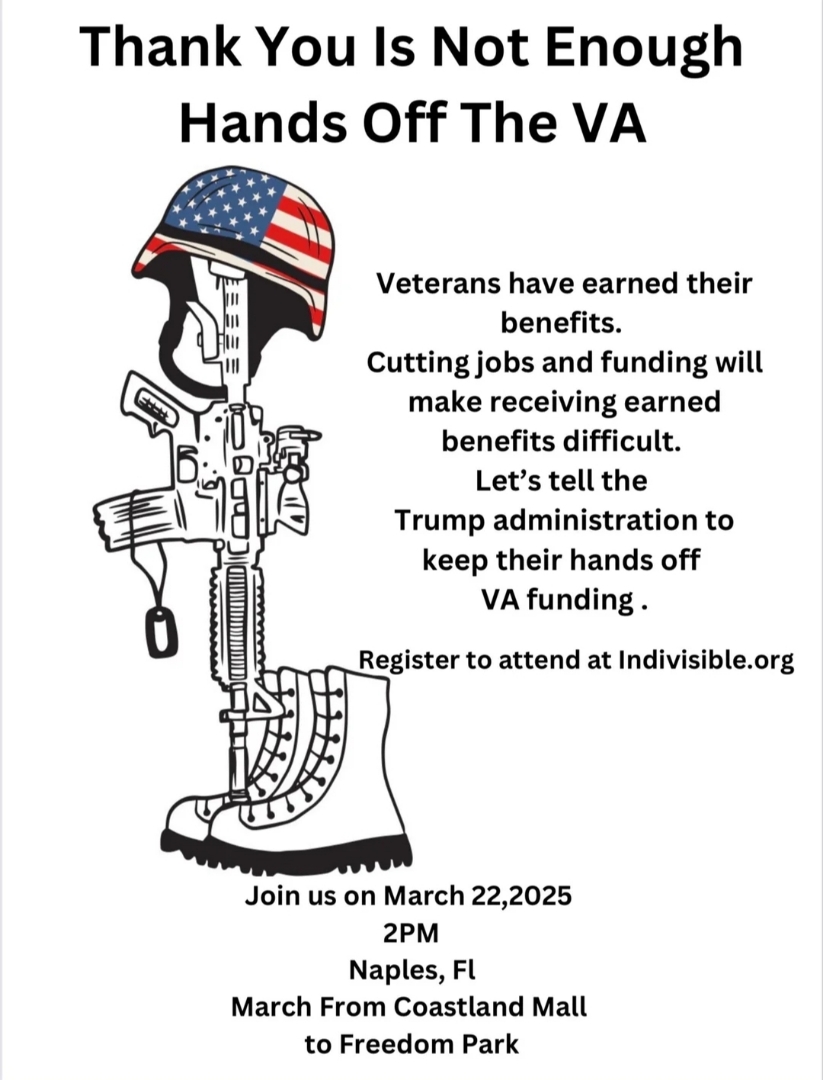 Thank You Is Not Enough
Hands Off The VA
Veterans have earned their
benefits.
Cutting jobs and funding will
make receiving earned
benefits difficult.
Let's tell the
Trump administration to
keep their hands off
VA funding .
Register to attend at Indivisible.org
Join us on March 22,2025
2PM
Naples, Fl
March From Coastland Mall
to Freedom Park